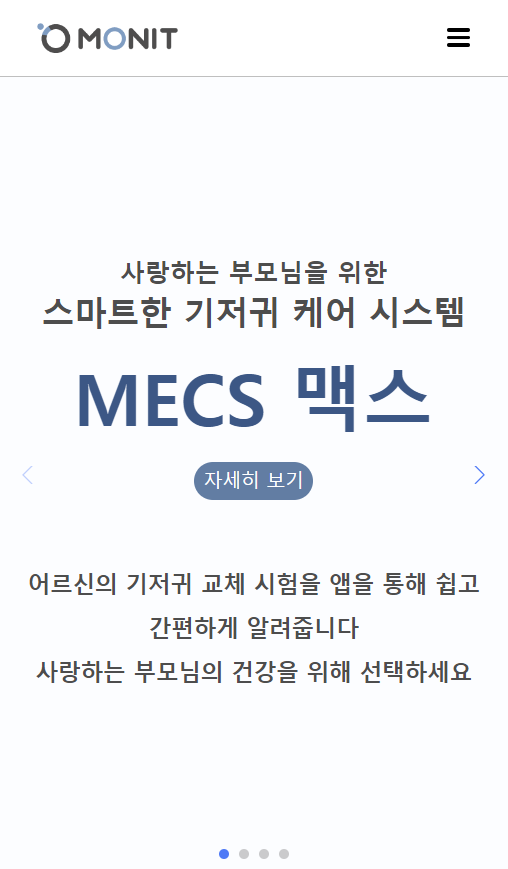 MONIT
사랑하는 부모님을 위한
스마트한 기저귀 케어 시스템
MECS 맥스
자세히 보기
어르신의 기저귀 교체 시험을 앱을 통해 쉽고
간편하게 알려줍니다
사랑하는 부모님의 건강을 위해 선택하세요